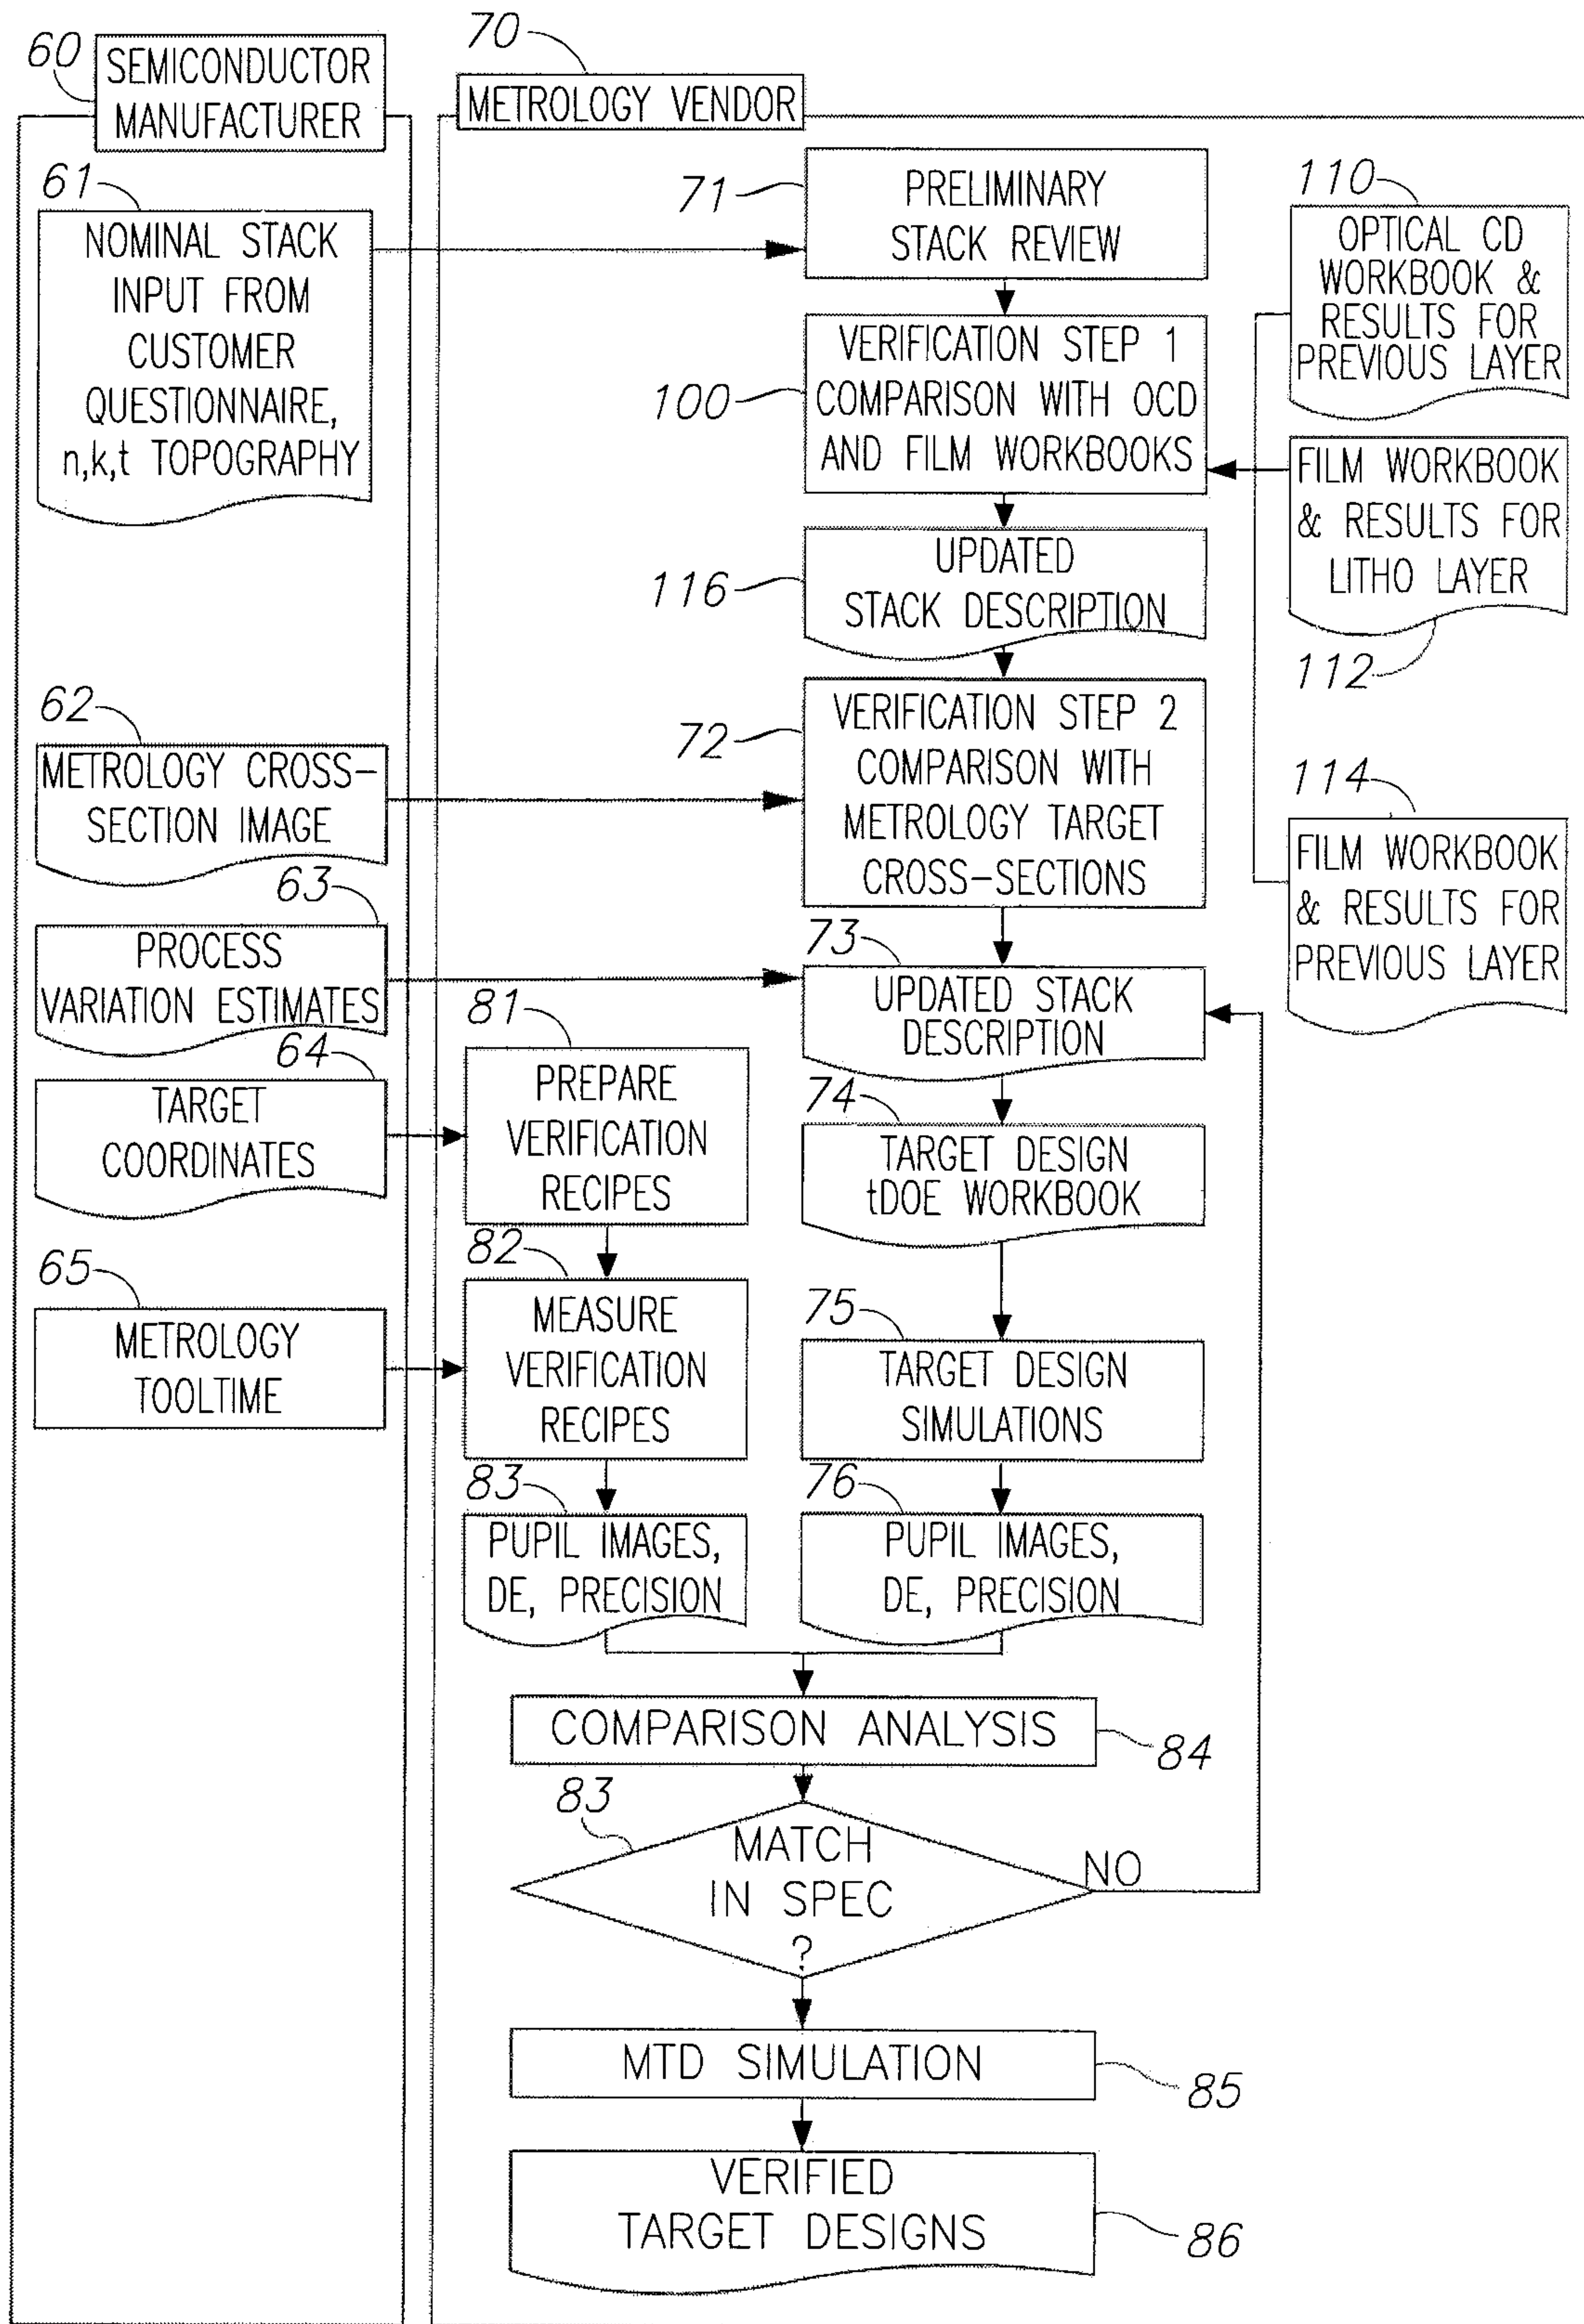 60
SEMICONDUCTOR
MANUFACTURER
61
NOMINAL STACK
INPUT FROM
CUSTOMER
QUESTIONNAIRE,
n,k,t TOPOGRAPHY
62
METROLOGY CROSS-
SECTION IMAGE
63
PROCESS
VARIATION ESTIMATES
64
TARGET
COORDINATES
65
METROLOGY
TOOLTIME
70
METROLOGY VENDOR
71
PRELIMINARY
STACK REVIEW
100
VERIFICATION STEP 1
COMPARISON WITH OCD
AND FILM WORKBOOKS
110
OPTICAL CD
WORKBOOK &
RESULTS FOR
PREVIOUS LAYER
FILM WORKBOOK
& RESULTS FOR
LITHO LAYER
112
116
UPDATED
STACK DESCRIPTION
72
VERIFICATION STEP 2
COMPARISON WITH
METROLOGY TARGET
CROSS-SECTIONS
114
FILM WORKBOOK
& RESULTS FOR
PREVIOUS LAYER
73
UPDATED STACK
DESCRIPTION
81
PREPARE
VERIFICATION
RECIPES
74
TARGET DESIGN
tDOE WORKBOOK
82
MEASURE
VERIFICATION
RECIPES
75
TARGET DESIGN
SIMULATIONS
83
PUPIL IMAGES,
DE, PRECISION
76
PUPIL IMAGES,
DE, PRECISION
COMPARISON ANALYSIS
84
83
MATCH
IN SPEC
?
NO
MTD SIMULATION
85
VERIFIED
TARGET DESIGNS
86